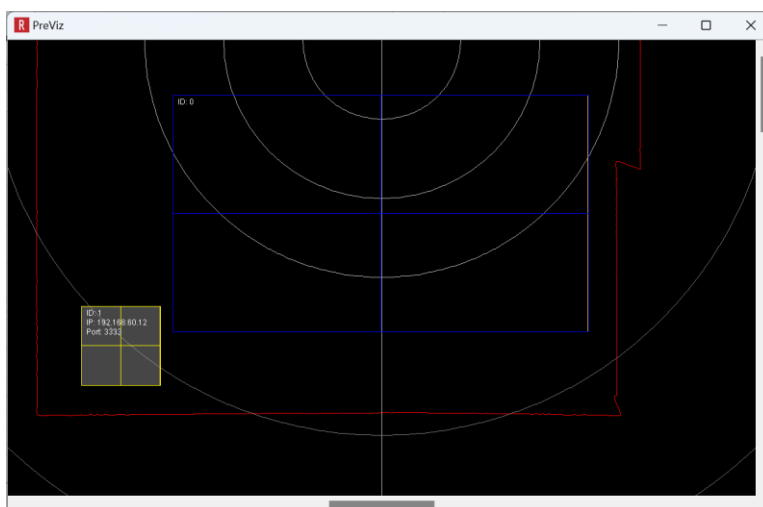 R PreViz
ID: 0
ID: 1
IP: 192.168.60.12
Port: 3333